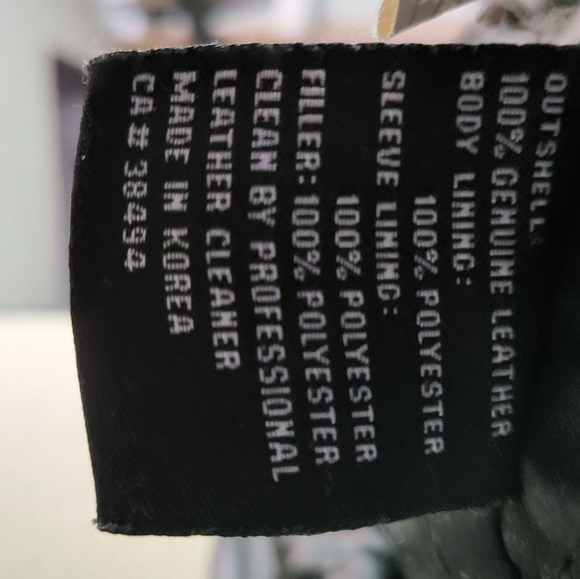 OUTSHELL:
100% GENUINE LEATHER
BODY LINING:
100% POLYESTER
SLEEVE LINING:
100% POLYESTER
FILLER: 100% POLYESTER
CLEAN BY PROFESSIONAL
LEATHER CLEANER
MADE IN KOREA
CA # 38494